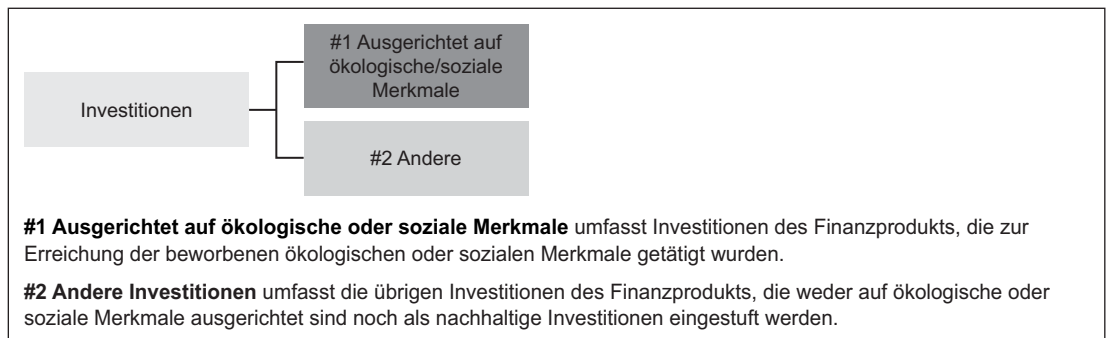 #1 Ausgerichtet auf
ökologische/soziale
Merkmale
Investitionen
#2 Andere
#1 Ausgerichtet auf ökologische oder soziale Merkmale umfasst Investitionen des Finanzprodukts, die zur
Erreichung der beworbenen ökologischen oder sozialen Merkmale getätigt wurden.
#2 Andere Investitionen umfasst die übrigen Investitionen des Finanzprodukts, die weder auf ökologische oder
soziale Merkmale ausgerichtet sind noch als nachhaltige Investitionen eingestuft werden.